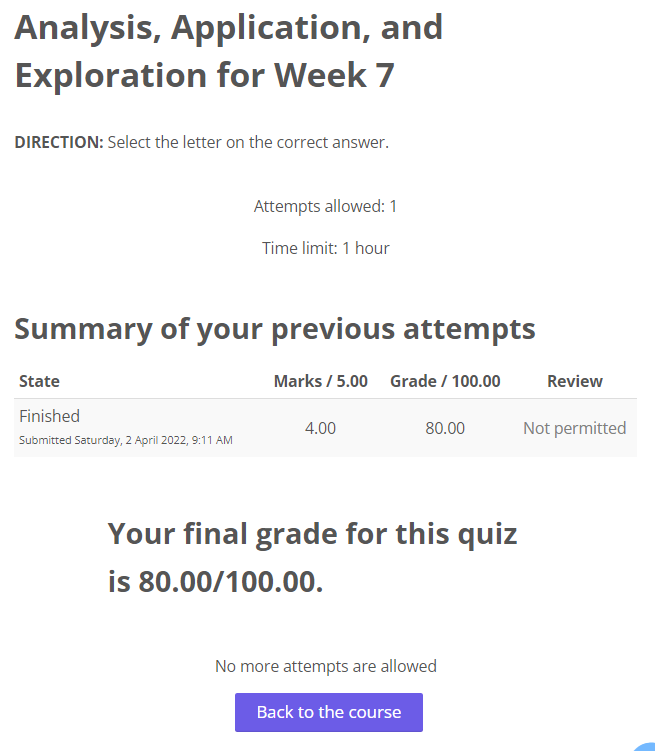 Analysis, Application, and
Exploration for Week 7
DIRECTION: Select the letter on the correct answer.
Attempts allowed: 1
Time limit: 1 hour
Summary of your previous attempts
State Marks / 5.00 Grade / 100.00 Review
Finished
Submitted Saturday, 2 April 2022, 9:11 AM
4.00 80.00 Not permitted
Your final grade for this quiz
is 80.00/100.00.
No more attempts are allowed
Back to the course